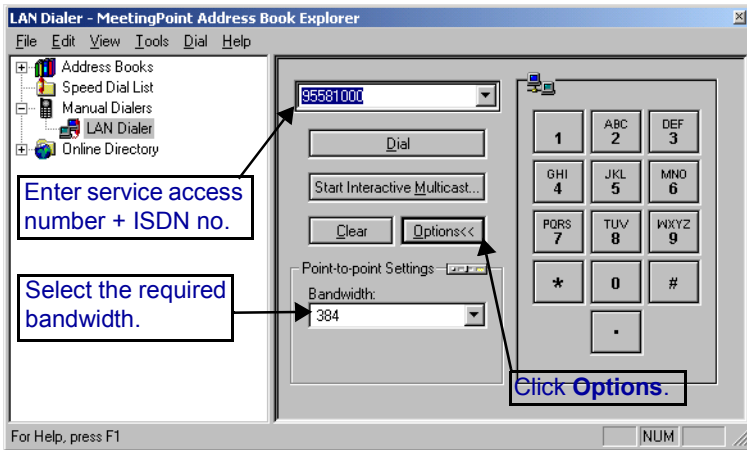 LAN Dialer - MeetingPoint Address Book Explorer
File Edit View Tools Dial Help
Address Books
Speed Dial List
Manual Dialers
LAN Dialer
Online Directory
Enter service access
number + ISDN no.
Select the required
bandwidth.
95581000
Dial
Start Interactive Multicast...
Clear Options<<
Point-to-point Settings
Bandwidth:
384
1 ABC 2 DEF 3
GHI 4 JKL 5 MNO 6
PQRS 7 TUV 8 WXYZ 9
* 0 #
.
Click Options.
For Help, press F1
NUM